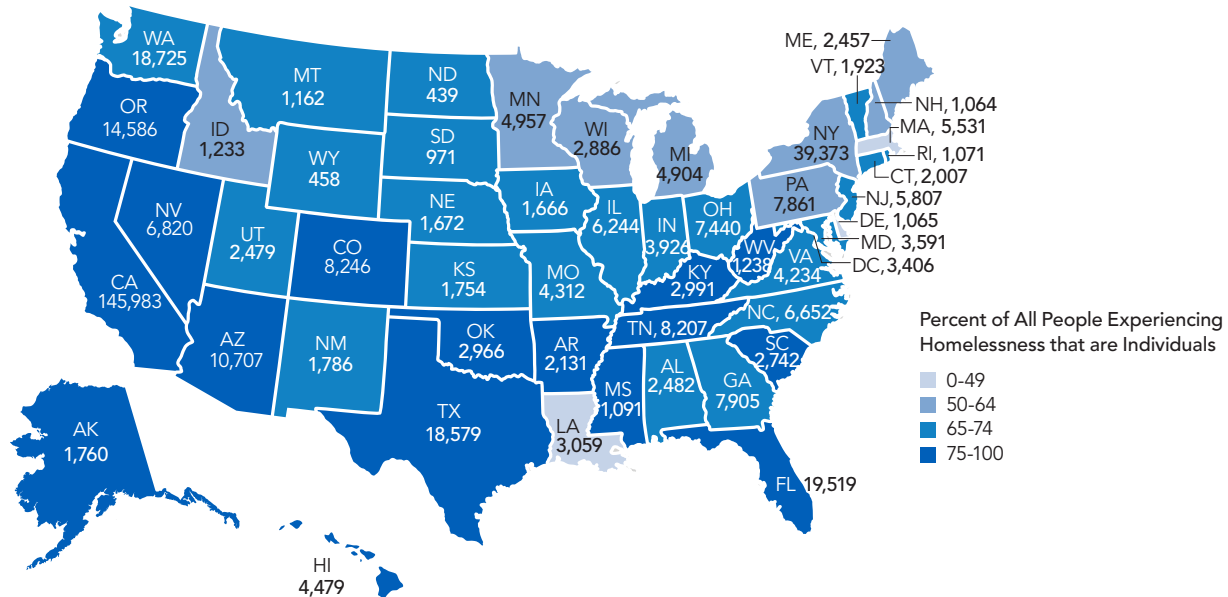 WA
18,725
MT
1,162
ND
439
MN
4,957
OR
14,586
ID
1,233
WY
458
SD
971
WI
2,886
MI
4,904
NY
39,373
ME, 2,457
VT, 1,923
NH, 1,064
MA, 5,531
RI, 1,071
CT, 2,007
NJ, 5,807
DE, 1,065
MD, 3,591
DC, 3,406
PA
7,861
NV
6,820
UT
2,479
CO
8,246
NE
1,672
IA
1,666
IL
6,244
IN
3,926
OH
7,440
WV
1,238
VA
4,234
CA
145,983
KS
1,754
MO
4,312
KY
2,991
AZ
10,707
NM
1,786
OK
2,966
AR
2,131
TN, 8,207
NC, 6,652
SC
2,742
MS
1,091
AL
2,482
GA
7,905
TX
18,579
LA
3,059
FL 19,519
AK
1,760
HI
4,479
Percent of All People Experiencing
Homelessness that are Individuals
0-49
50-64
65-74
75-100